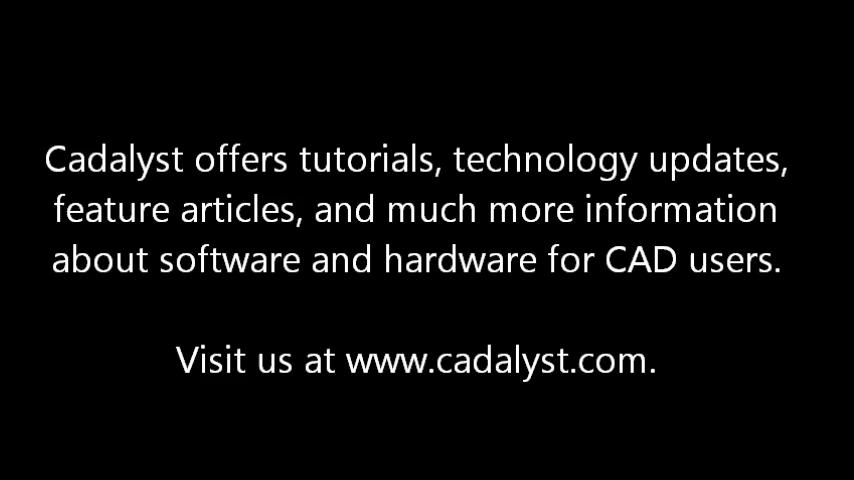 Cadalyst offers tutorials, technology updates,
feature articles, and much more information
about software and hardware for CAD users.
Visit us at www.cadalyst.com.